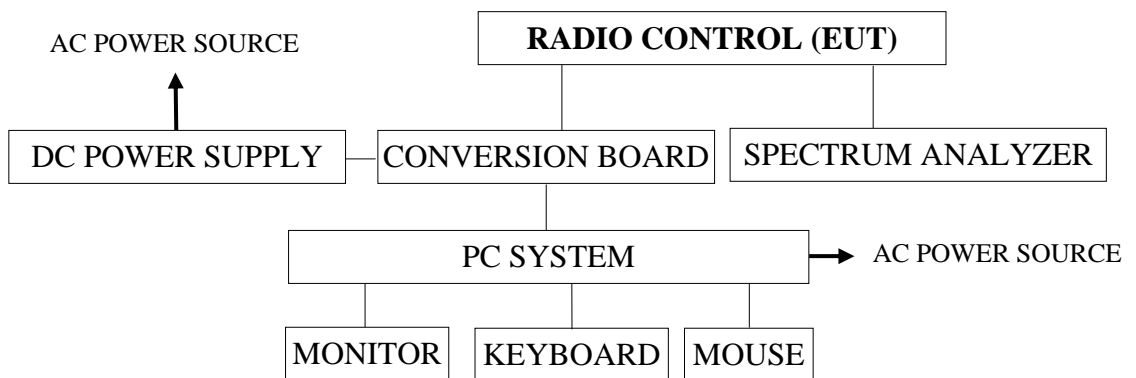 AC POWER SOURCE
RADIO CONTROL (EUT)
DC POWER SUPPLY
CONVERSION BOARD
SPECTRUM ANALYZER
PC SYSTEM
AC POWER SOURCE
MONITOR
KEYBOARD
MOUSE